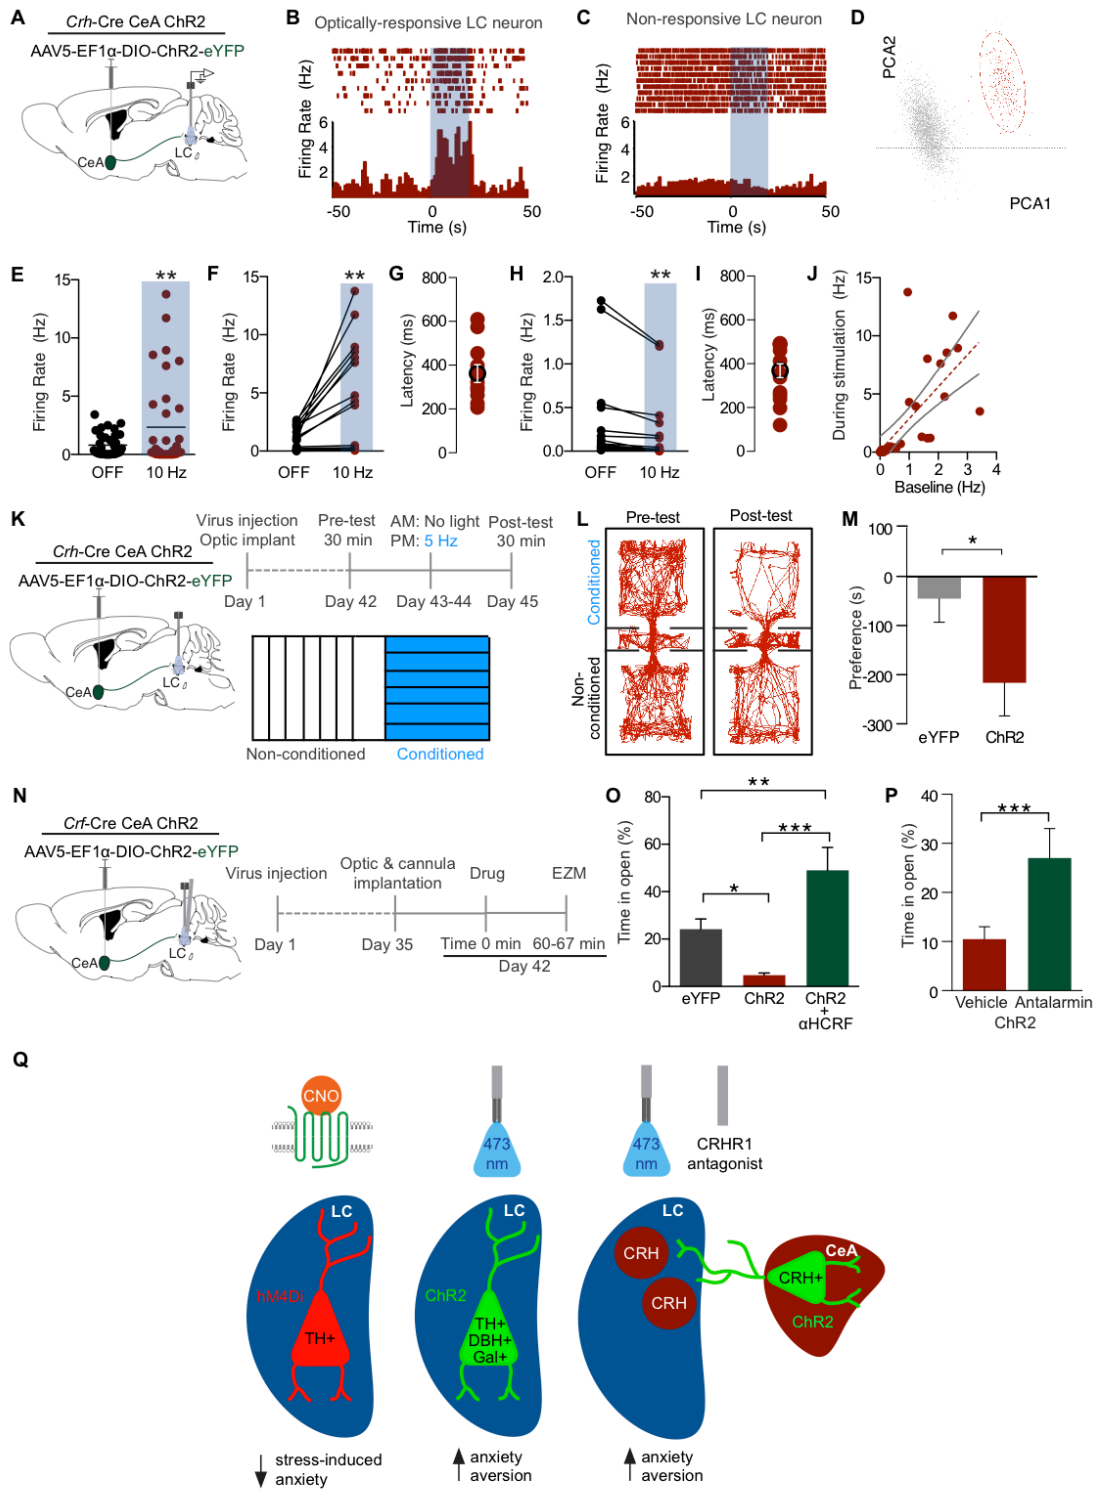 A
Crh-Cre CeA ChR2
AAV5-EF1α-DIO-ChR2-eYFP
CeA
LC
B
Optically-responsive LC neuron
Firing Rate (Hz)
6
4
2
-50
0
50
Time (s)
C
Non-responsive LC neuron
Firing Rate (Hz)
6
4
2
-50
0
50
Time (s)
D
PCA2
PCA1
E
Firing Rate (Hz)
15
10
5
0
**
OFF
10 Hz
F
Firing Rate (Hz)
15
10
5
0
**
OFF
10 Hz
G
Latency (ms)
800
600
400
200
0
H
Firing Rate (Hz)
2.0
1.5
1.0
0.5
0.0
**
OFF
10 Hz
I
Latency (ms)
800
600
400
200
0
J
During stimulation (Hz)
15
10
5
0
0 1 2 3 4
Baseline (Hz)
K
Crh-Cre CeA ChR2
AAV5-EF1α-DIO-ChR2-eYFP
CeA
LC
Virus injection
Optic implant
Pre-test
30 min
AM: No light
PM: 5 Hz
Post-test
30 min
Day 1
Day 42
Day 43-44
Day 45
Non-conditioned
Conditioned
L
Pre-test
Post-test
Conditioned
Non-
conditioned
M
Preference (s)
100
0
-100
-200
-300
*
eYFP
ChR2
N
Crf-Cre CeA ChR2
AAV5-EF1α-DIO-ChR2-eYFP
CeA
LC
Virus injection
Optic & cannula
implantation
Drug
EZM
Day 1
Day 35
Time 0 min
60-67 min
Day 42
O
Time in open (%)
80
60
40
20
0
**
***
*
eYFP
ChR2
ChR2
+
αHCRF
P
Time in open (%)
40
30
20
10
0
***
Vehicle
Antalarmin
ChR2
Q
CNO
473
nm
473
nm
CRHR1
antagonist
LC
hM4Di
TH+
LC
ChR2
TH+
DBH+
Gal+
LC
CRH
CRH
CeA
CRH+
ChR2
stress-induced
anxiety
anxiety
aversion
anxiety
aversion